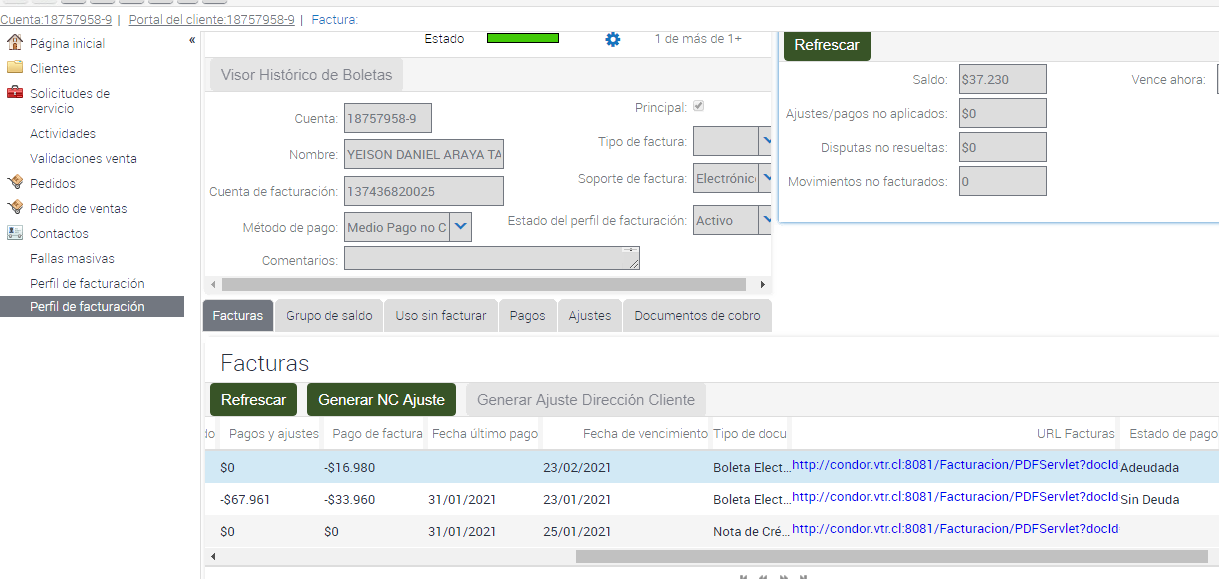 Cuenta:18757958-9 | Portal del cliente:18757958-9 | Factura:
Página inicial
«
Clientes
Solicitudes de
servicio
Actividades
Validaciones venta
Pedidos
Pedido de ventas
Contactos
Fallas masivas
Perfil de facturación
Perfil de facturación
Estado
1 de más de 1+
Visor Histórico de Boletas
Cuenta: 18757958-9
Nombre: YEISON DANIEL ARAYA TA
Cuenta de facturación: 137436820025
Método de pago: Medio Pago no C
Comentarios:
Principal:
Tipo de factura:
Soporte de factura: Electrónic
Estado del perfil de facturación: Activo
Refrescar
Saldo: $37.230
Vence ahora:
Ajustes/pagos no aplicados: $0
Disputas no resueltas: $0
Movimientos no facturados: 0
Facturas Grupo de saldo Uso sin facturar Pagos Ajustes Documentos de cobro
Facturas
Refrescar Generar NC Ajuste Generar Ajuste Dirección Cliente
do Pagos y ajustes Pago de factura Fecha último pago Fecha de vencimiento Tipo de docu URL Facturas Estado de pago
$0 -$16.980 23/02/2021 Boleta Elect... http://condor.vtr.cl:8081/Facturacion/PDFServlet?docId Adeudada
-$67.961 -$33.960 31/01/2021 23/01/2021 Boleta Elect... http://condor.vtr.cl:8081/Facturacion/PDFServlet?docId Sin Deuda
$0 $0 31/01/2021 25/01/2021 Nota de Cré... http://condor.vtr.cl:8081/Facturacion/PDFServlet?docId